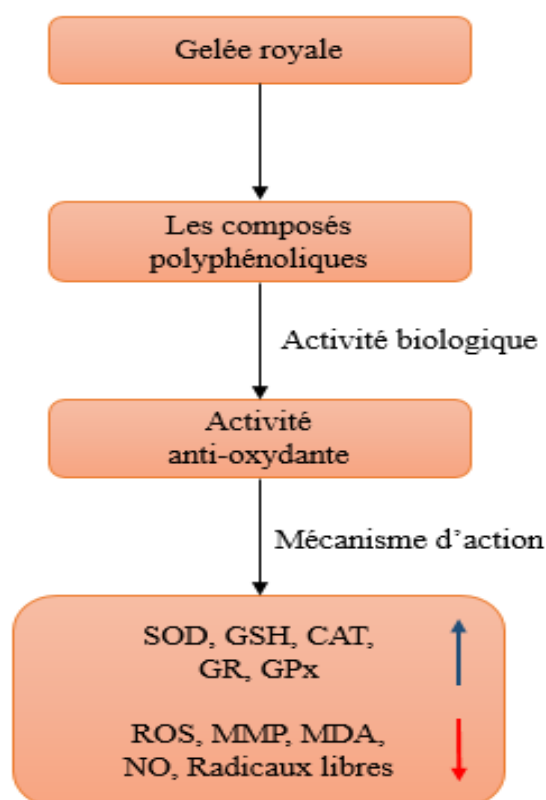 Gelée royale
Les composés
polyphénoliques
Activité biologique
Activité
anti-oxydante
Mécanisme d’action
SOD, GSH, CAT,
GR, GPx
ROS, MMP, MDA,
NO, Radicaux libres